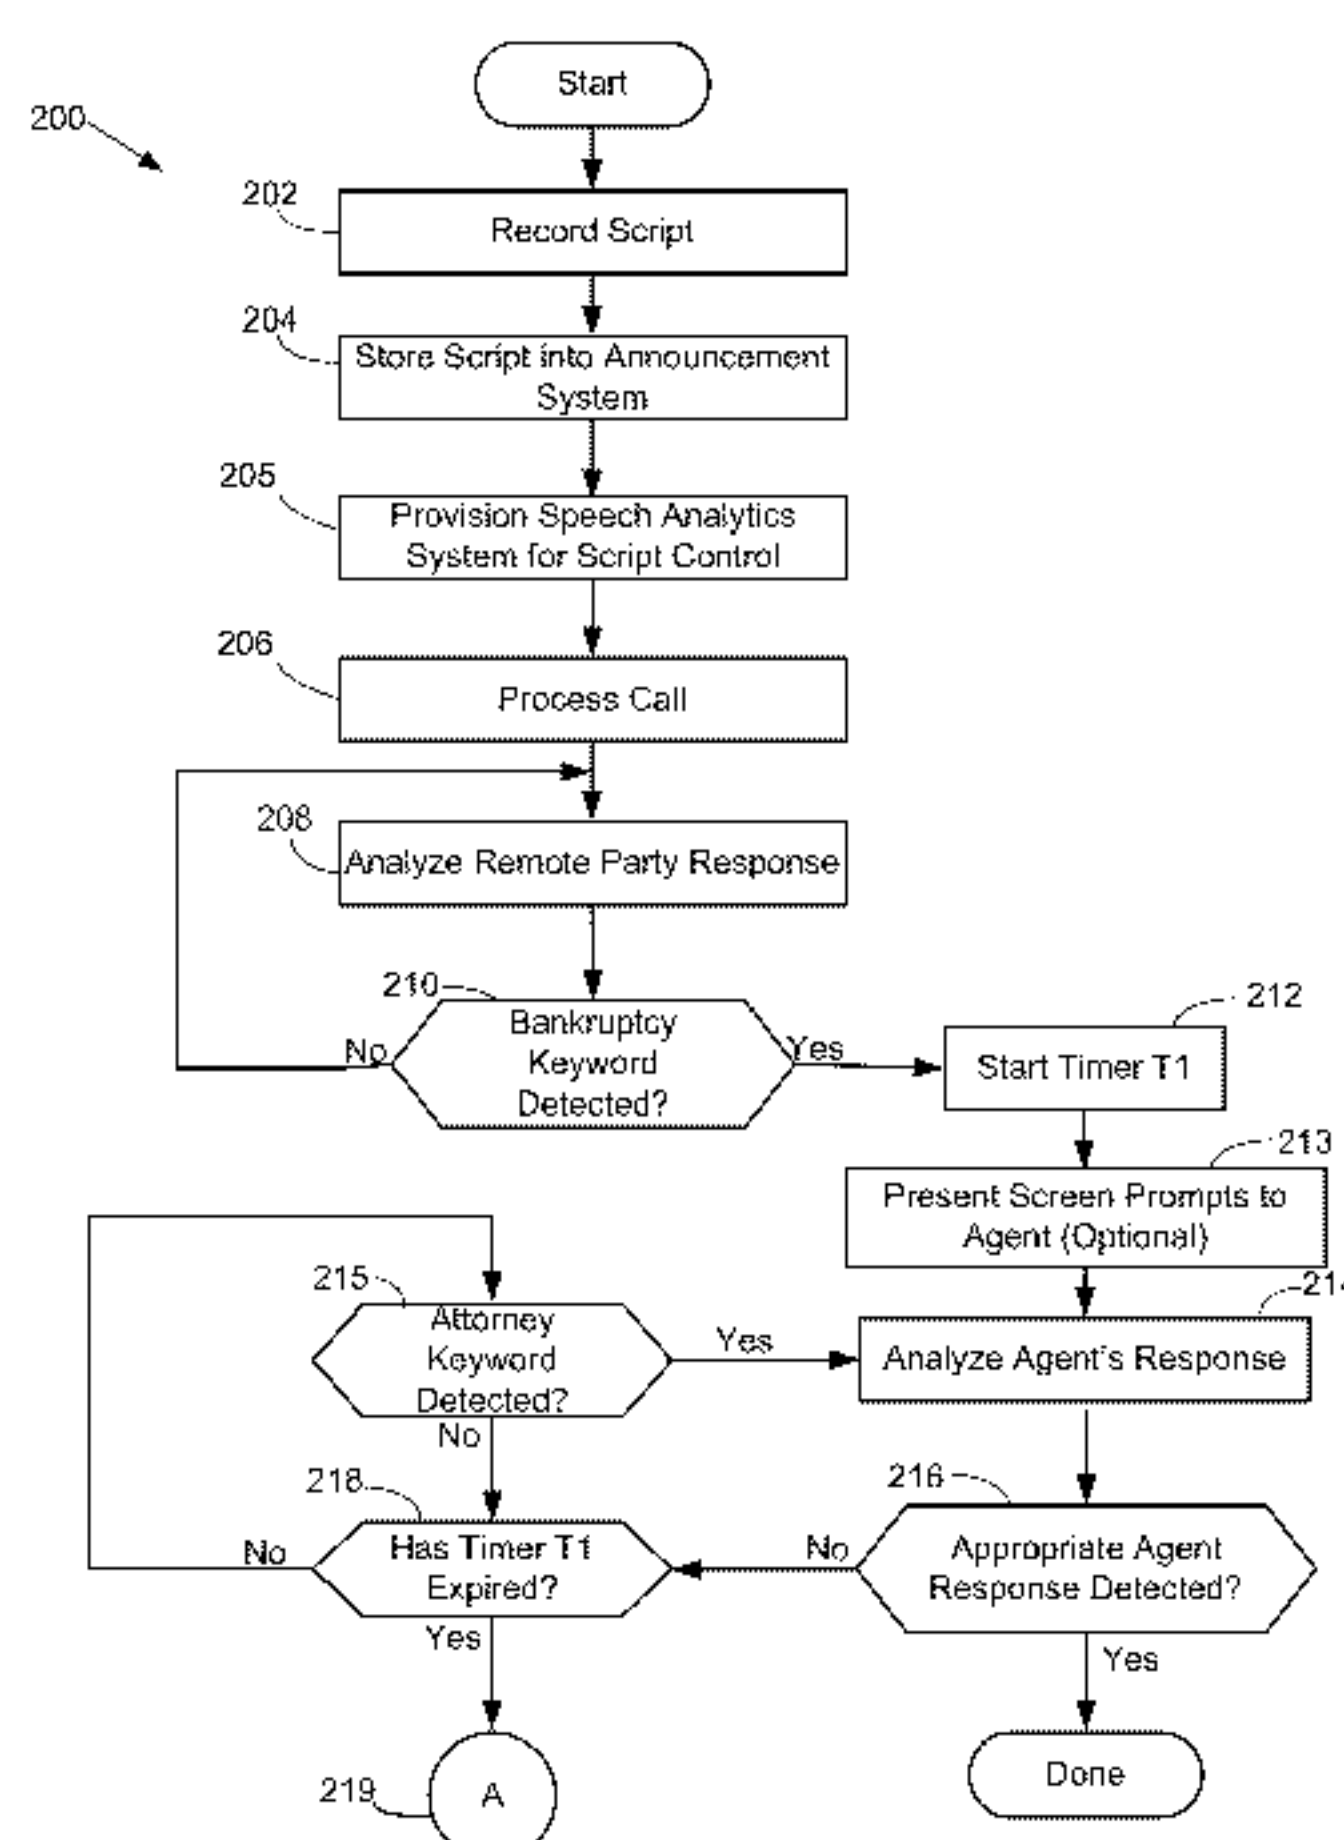 Start
200
202
Record Script
204
Store Script into Announcement
System
205
Provision Speech Analytics
System for Script Control
206
Process Call
208
Analyze Remote Party Response
210
Bankruptcy
Keyword
Detected?
No
Yes
212
Start Timer T1
213
Present Screen Prompts to
Agent (Optional)
215
Attorney
Keyword
Detected?
Yes
No
Analyze Agent's Response
218
Has Timer T1
Expired?
No
Yes
216
Appropriate Agent
Response Detected?
No
Yes
219
A
Done